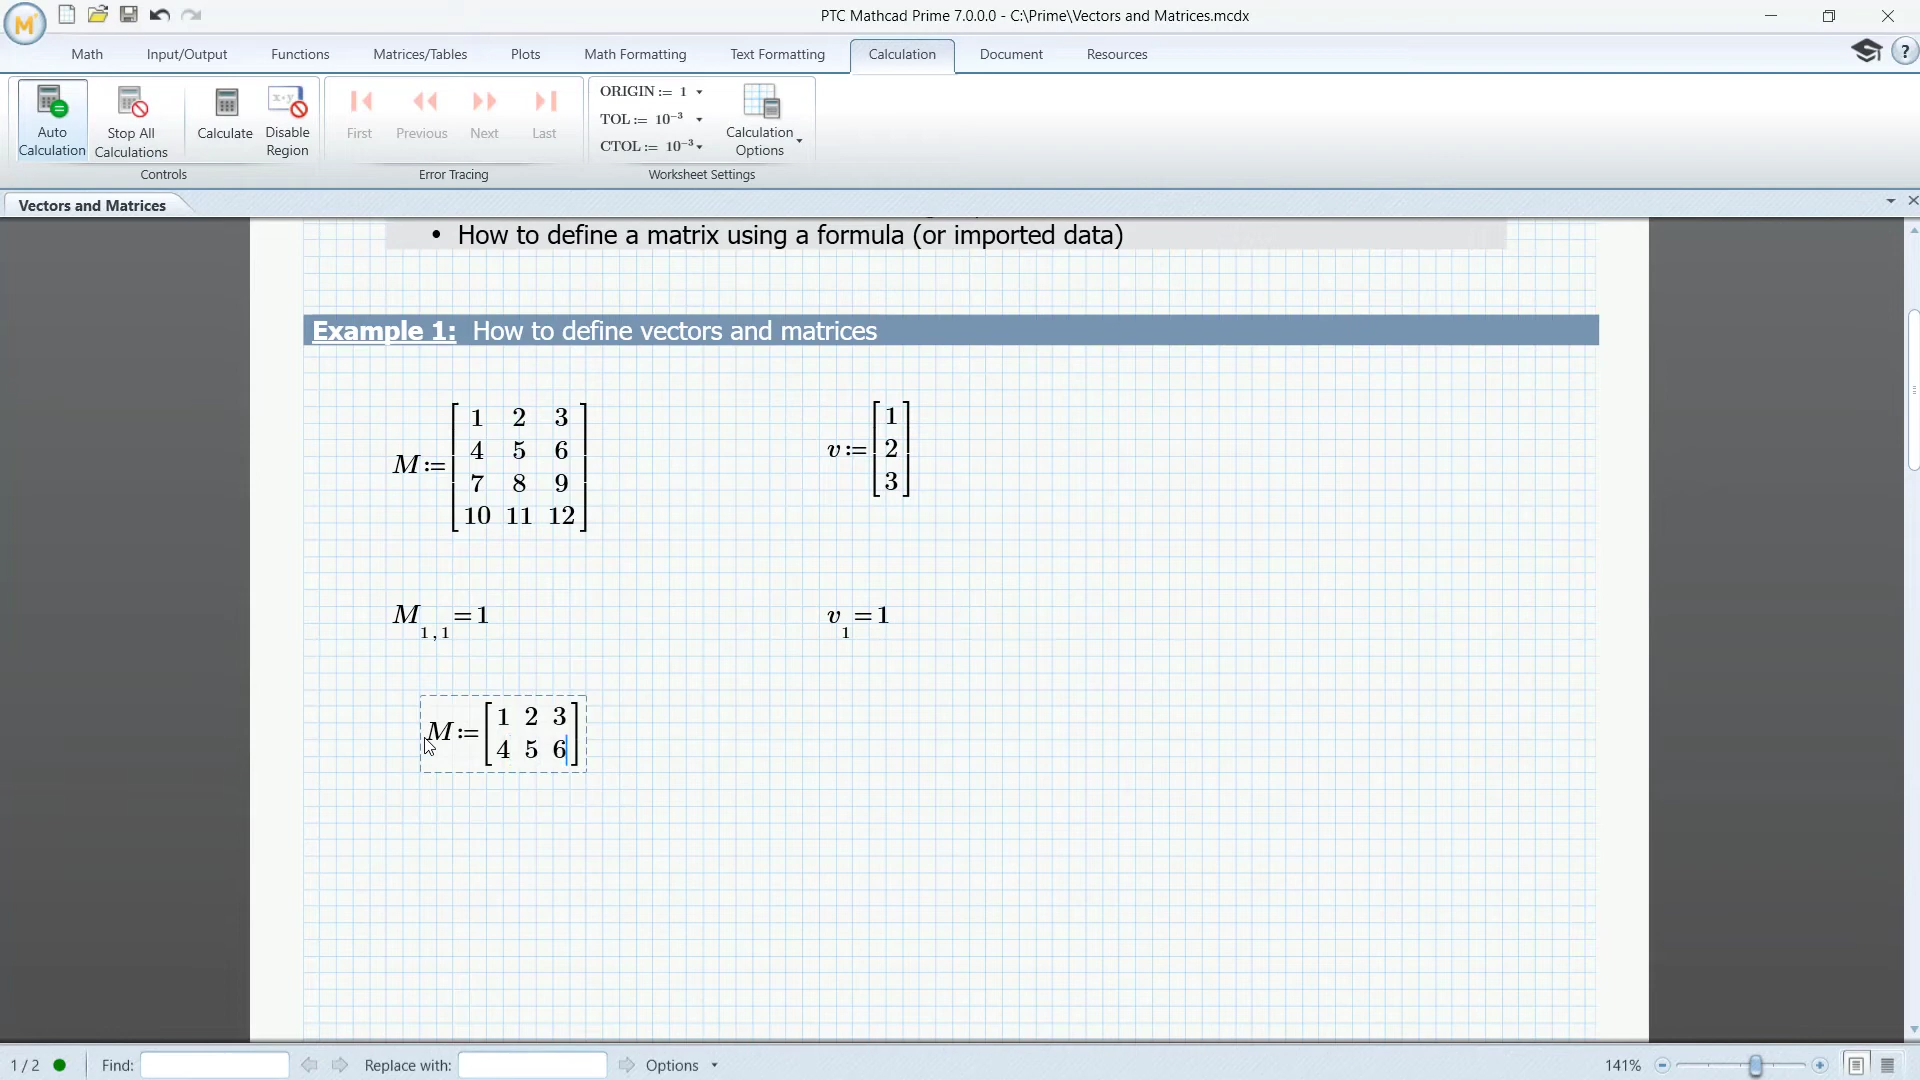 PTC Mathcad Prime 7.0.0.0 - C:\Prime\Vectors and Matrices.mcdx
Math Input/Output Functions Matrices/Tables Plots Math Formatting Text Formatting Calculation Document Resources
Auto Calculation
Stop All Calculations
Calculate
Disable Region
Controls
First Previous Next Last
Error Tracing
ORIGIN := 1
TOL := 10⁻³
CTOL := 10⁻³
Calculation Options
Worksheet Settings
Vectors and Matrices
• How to define a matrix using a formula (or imported data)
Example 1: How to define vectors and matrices
M:=
1 2 3
4 5 6
7 8 9
10 11 12
v:=
1
2
3
M 1,1 =1
v 1 =1
M:=
1 2 3
4 5 6
1 / 2 Find: Replace with: Options 141%